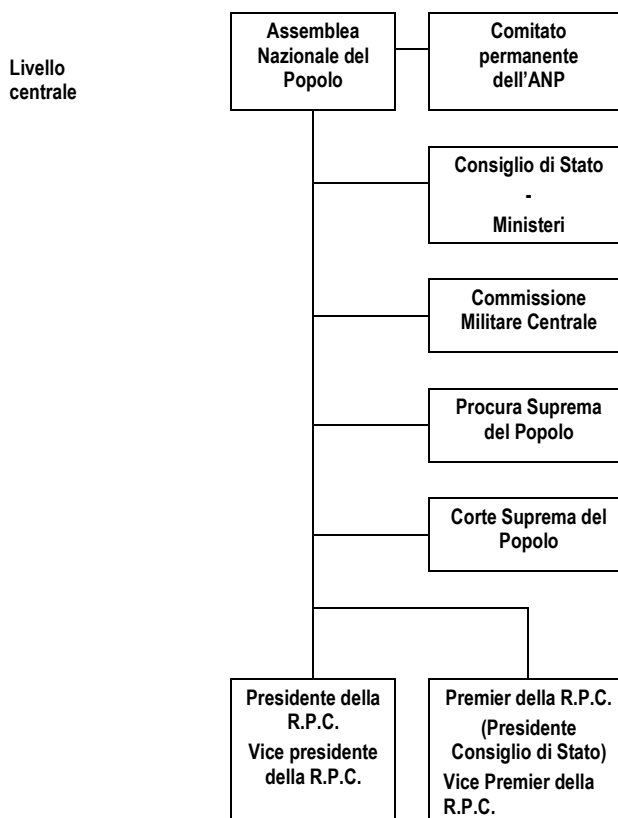 Assemblea
Nazionale del
Popolo
Comitato
permanente
dell'ANP
Livello
centrale
Consiglio di Stato
-
Ministeri
Commissione
Militare Centrale
Procura Suprema
del Popolo
Corte Suprema del
Popolo
Presidente della
R.P.C.
Vice presidente
della R.P.C.
Premier della R.P.C.
(Presidente
Consiglio di Stato)
Vice Premier della
R.P.C.